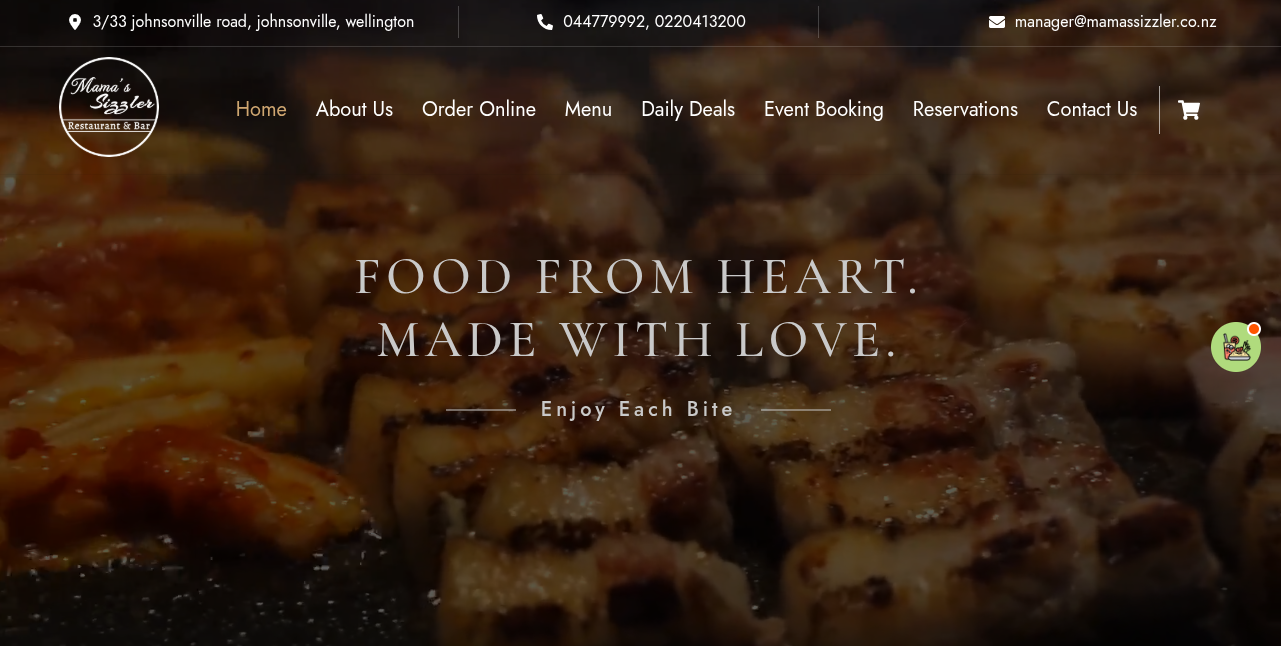 3/33 johnsonville road, johnsonville, wellington
044779992, 0220413200
manager@mamassizzler.co.nz
Mama's
Sizzler
Restaurant & Bar
Home About Us Order Online Menu Daily Deals Event Booking Reservations Contact Us
FOOD FROM HEART.
MADE WITH LOVE.
Enjoy Each Bite